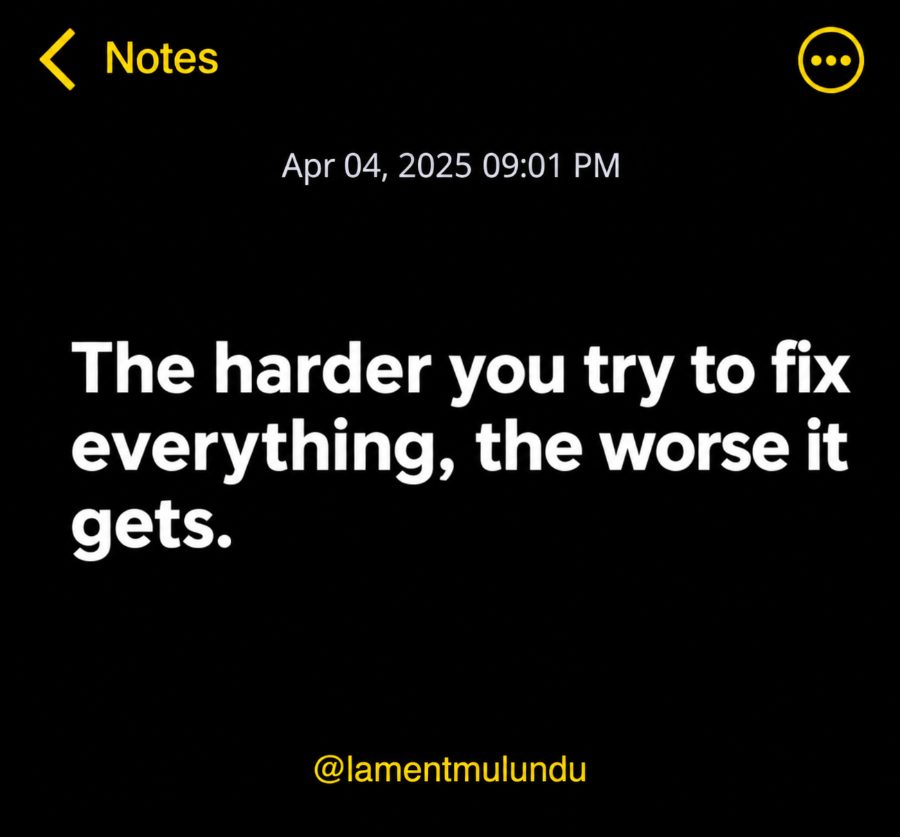 Notes
Apr 04, 2025 09:01 PM
The harder you try to fix
everything, the worse it
gets.
@lamentmulundu